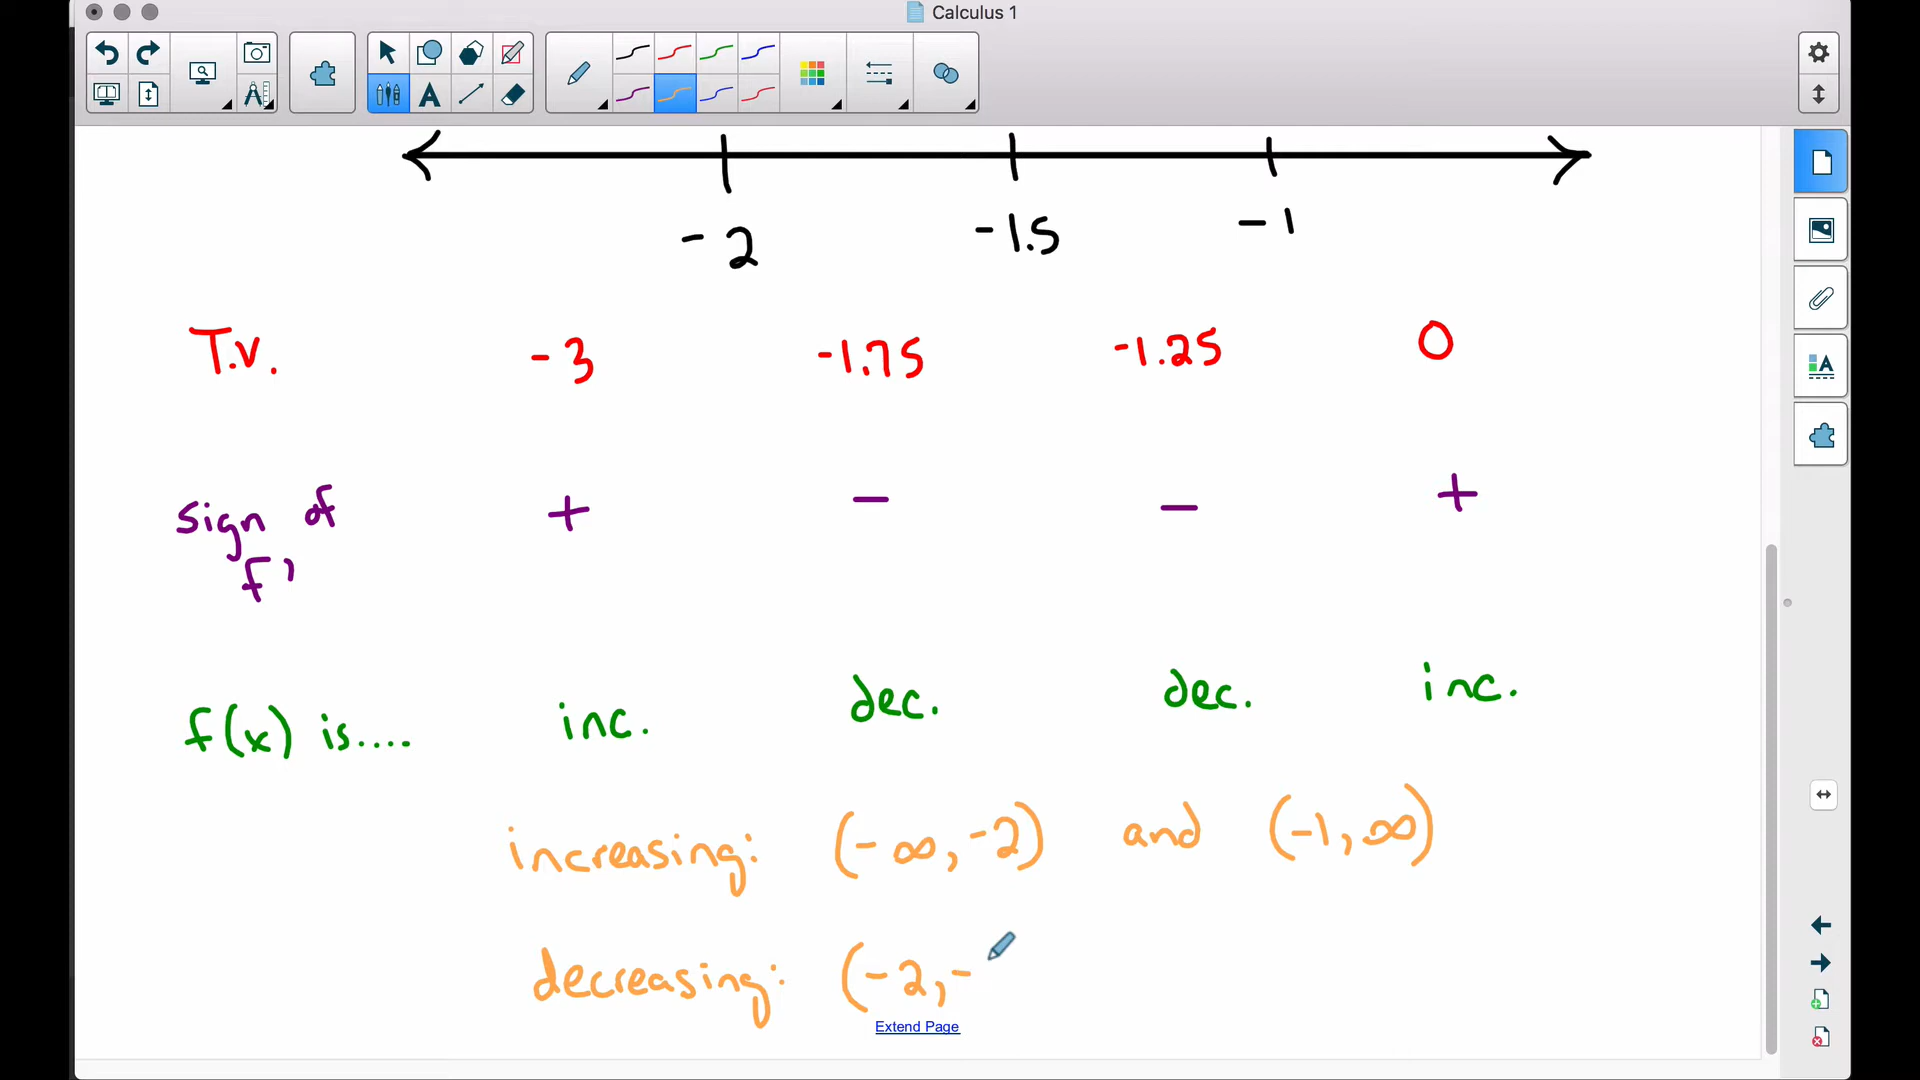 Calculus 1
-2 -1.5 -1
T.V. -3 -1.75 -1.25 0
sign of + - - +
f'
f(x) is.... inc. dec. dec. inc.
increasing: (-∞, -2) and (-1, ∞)
decreasing: (-2, -
Extend Page